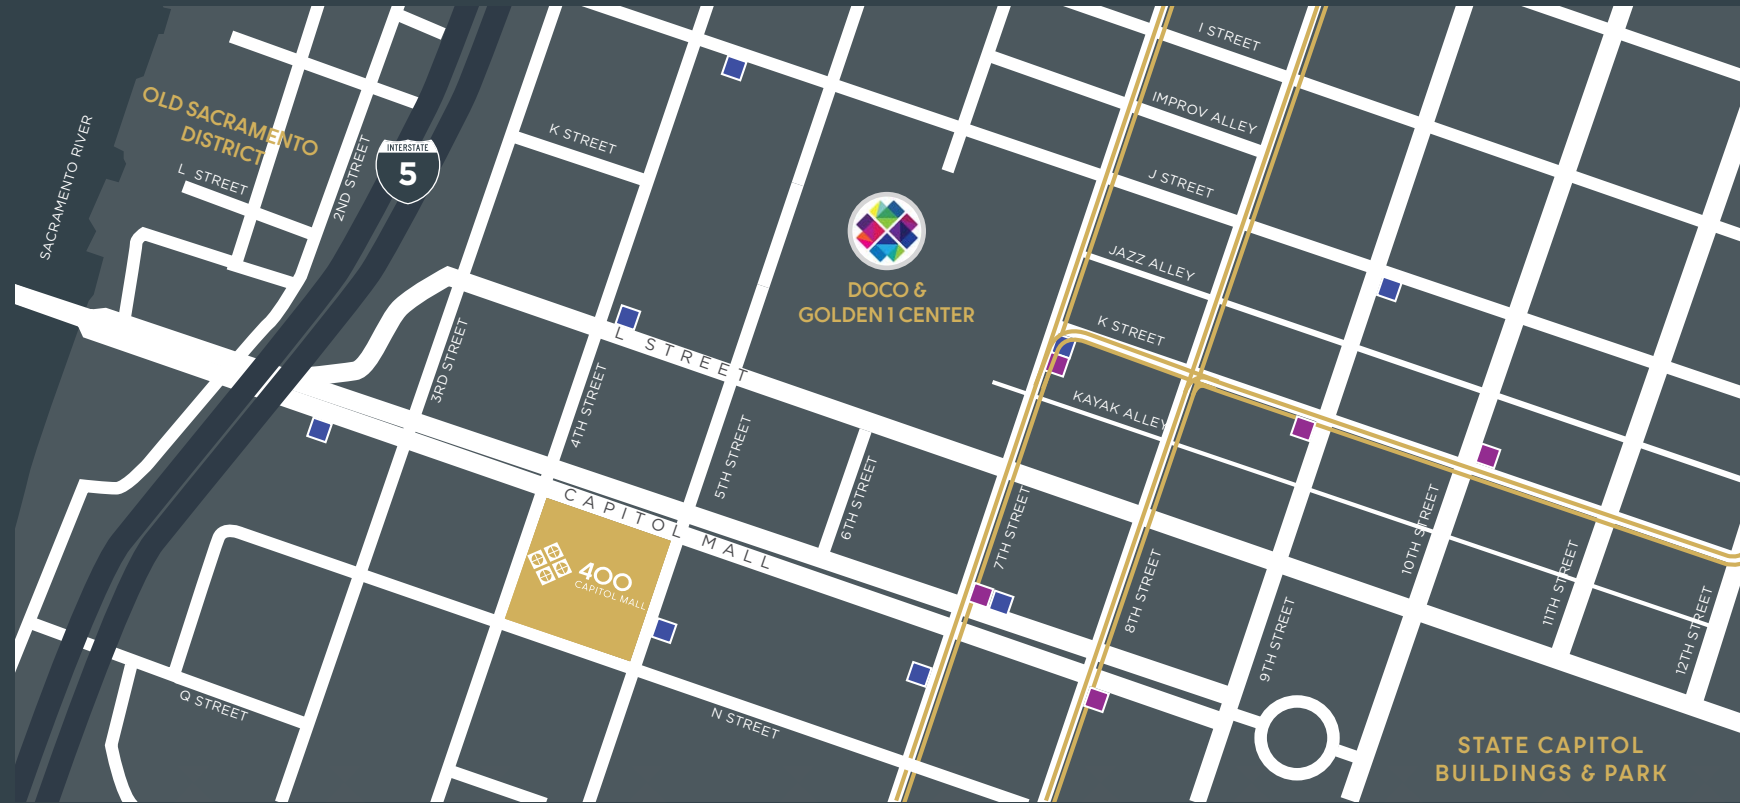 I STREET
OLD SACRAMENTO
DISTRICT
IMPROV ALLEY
SACRAMENTO RIVER
K STREET
INTERSTATE
5
2ND STREET
L STREET
J STREET
JAZZ ALLEY
DOCO &
GOLDEN 1 CENTER
K STREET
L STREET
3RD STREET
4TH STREET
KAYAK ALLEY
5TH STREET
6TH STREET
CAPITOL MALL
7TH STREET
10TH STREET
400
CAPITOL MALL
8TH STREET
11TH STREET
9TH STREET
12TH STREET
Q STREET
N STREET
STATE CAPITOL
BUILDINGS & PARK